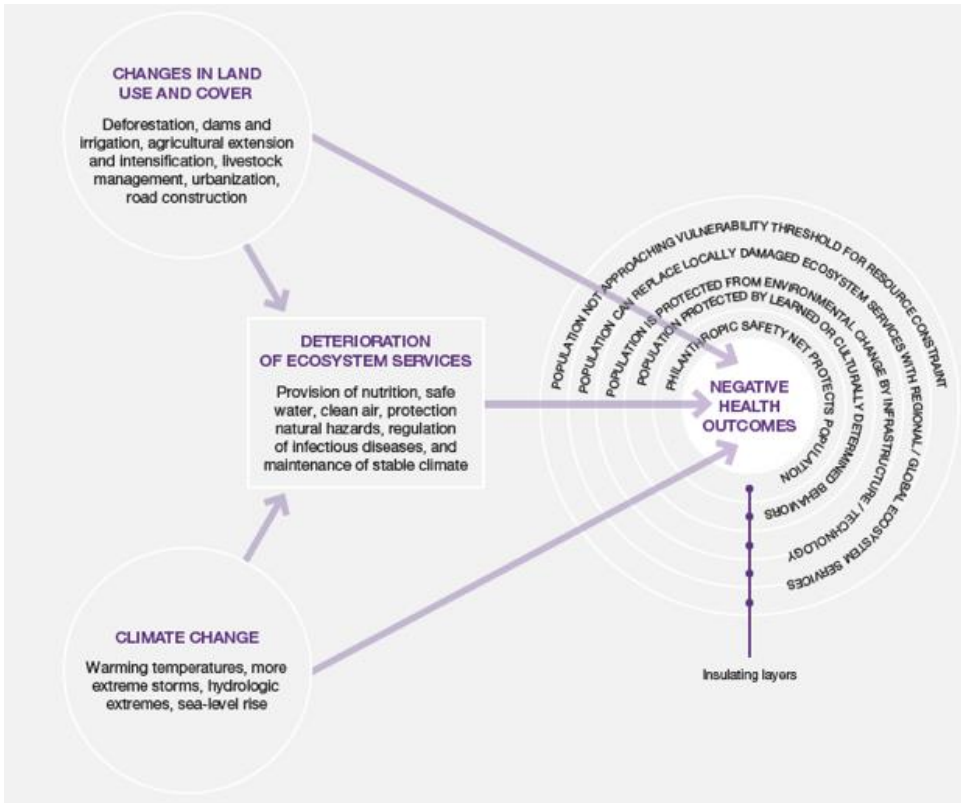 CHANGES IN LAND
USE AND COVER
Deforestation, dams and
irrigation, agricultural extension
and intensification, livestock
management, urbanization,
road construction
DETERIORATION
OF ECOSYSTEM SERVICES
Provision of nutrition, safe
water, clean air, protection
natural hazards, regulation
of infectious diseases, and
maintenance of stable climate
CLIMATE CHANGE
Warming temperatures, more
extreme storms, hydrologic
extremes, sea-level rise
POPULATION NOT APPROACHING VULNERABILITY THRESHOLD FOR RESOURCE CONSTRAINT
POPULATION CAN REPLACE LOCALLY DAMAGED ECOSYSTEM SERVICES WITH REGIONAL / GLOBAL ECOSYSTEM SERVICES
POPULATION IS PROTECTED FROM ENVIRONMENTAL CHANGE BY INFRASTRUCTURE / TECHNOLOGY
POPULATION PROTECTED BY LEARNED OR CULTURALLY DETERMINED BEHAVIORS
PHILANTHROPIC SAFETY NET PROTECTS POPULATION
NEGATIVE
HEALTH
OUTCOMES
Insulating layers